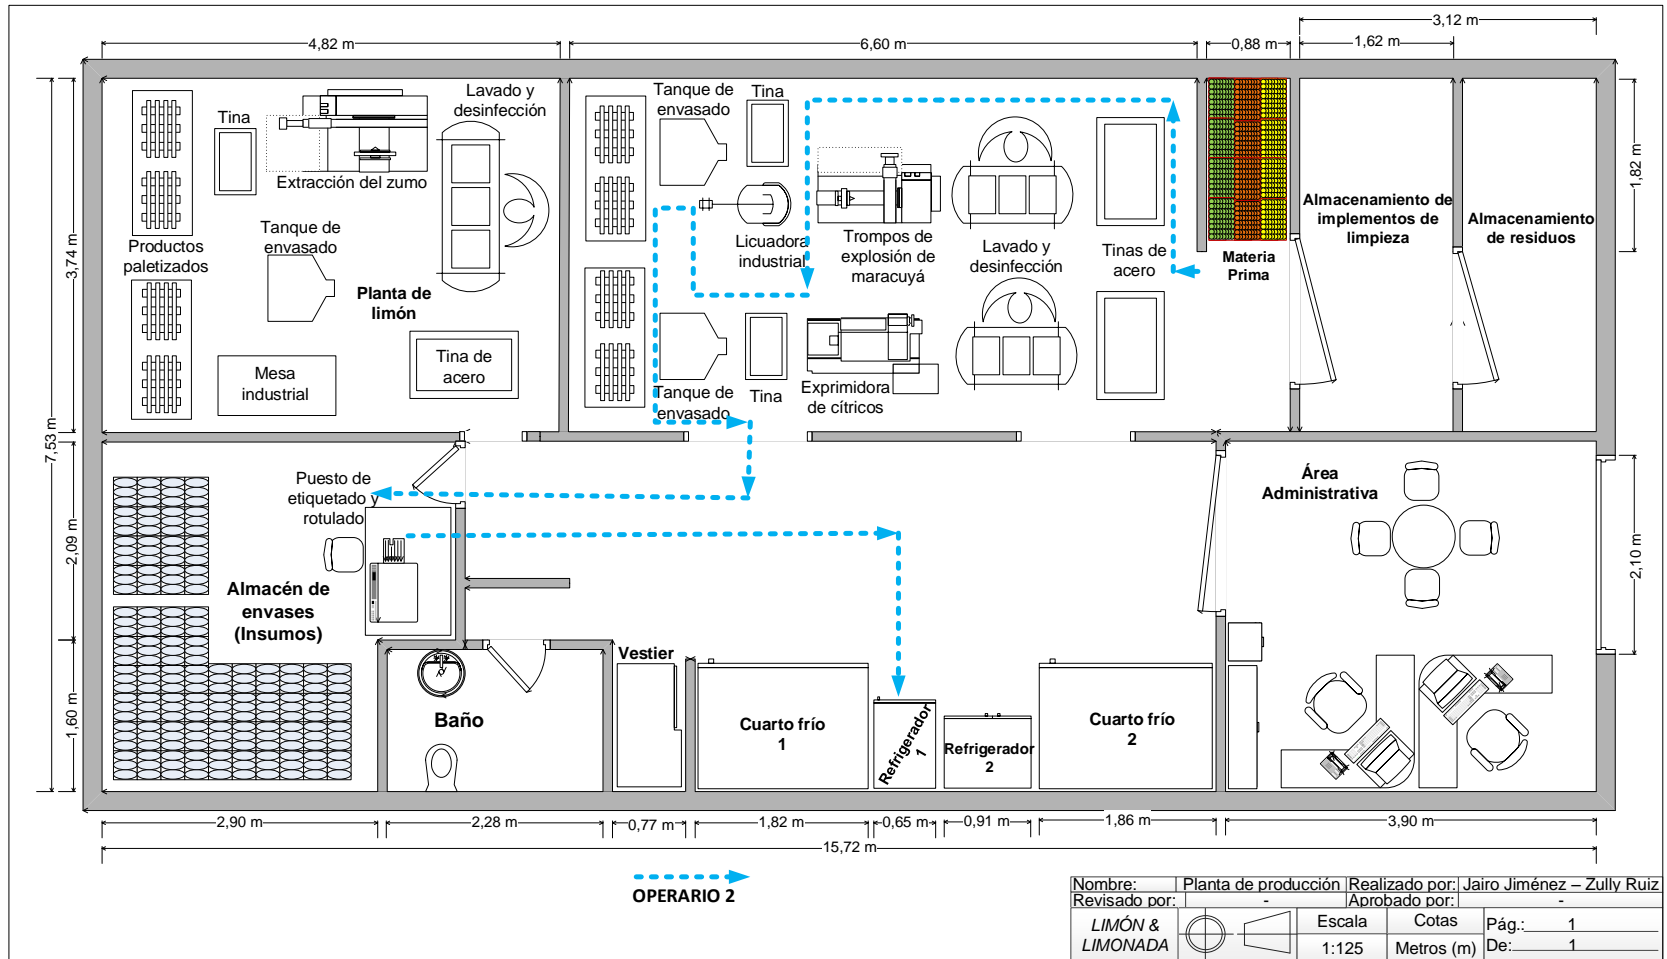 3,12 m
4,82 m
6,60 m
0,88 m
1,62 m
Lavado y
desinfección
Tina
Extracción del zumo
Productos
paletizados
Tanque de
envasado
Planta de
limón
Mesa
industrial
Tina de
acero
Tanque de
envasado
Tina
Licuadora
industrial
Trompos de
explosión de
maracuyá
Lavado y
desinfección
Tinas de
acero
Tanque de
envasado
Tina
Exprimidora
de cítricos
Materia
Prima
Almacenamiento de
implementos de
limpieza
Almacenamiento
de residuos
1,82 m
3,74 m
7,53 m
2,09 m
1,60 m
Puesto de
etiquetado y
rotulado
Almacén de
envases
(Insumos)
Baño
Vestier
Cuarto frío
1
Refrigerador
1
Refrigerador
2
Cuarto frío
2
Área
Administrativa
2,10 m
2,90 m
2,28 m
0,77 m
1,82 m
0,65 m
0,91 m
1,86 m
3,90 m
15,72 m
OPERARIO 2
Nombre: Planta de producción Realizado por: Jairo Jiménez – Zully Ruiz
Revisado por: - Aprobado por: -
LIMÓN &
LIMONADA
Escala Cotas Pág.: 1
1:125 Metros (m) De: 1